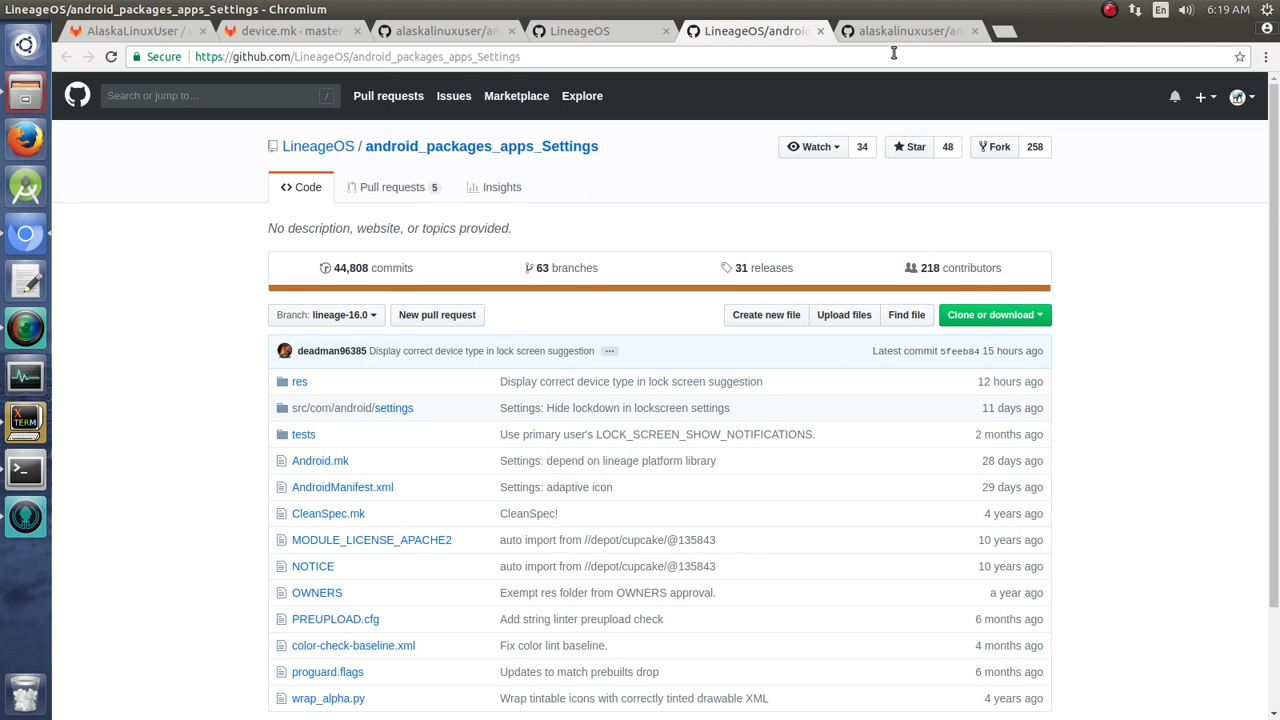 LineageOS/android_packages_apps_Settings - Chromium
En
6:19 AM
AlaskaLinuxUser /
device.mk - master
alaskalinuxuser/an
LineageOS
LineageOS/androi
alaskalinuxuser/an
Secure
https://github.com/LineageOS/android_packages_apps_Settings
Search or jump to…
/
Pull requests
Issues
Marketplace
Explore
LineageOS / android_packages_apps_Settings
Watch 34
Star 48
Fork 258
Code
Pull requests 5
Insights
No description, website, or topics provided.
44,808 commits
63 branches
31 releases
218 contributors
Branch: lineage-16.0
New pull request
Create new file
Upload files
Find file
Clone or download
deadman96385 Display correct device type in lock screen suggestion
Latest commit 5feeb84 15 hours ago
res Display correct device type in lock screen suggestion 12 hours ago
src/com/android/settings Settings: Hide lockdown in lockscreen settings 11 days ago
tests Use primary user's LOCK_SCREEN_SHOW_NOTIFICATIONS. 2 months ago
Android.mk Settings: depend on lineage platform library 28 days ago
AndroidManifest.xml Settings: adaptive icon 29 days ago
CleanSpec.mk CleanSpec! 4 years ago
MODULE_LICENSE_APACHE2 auto import from //depot/cupcake/@135843 10 years ago
NOTICE auto import from //depot/cupcake/@135843 10 years ago
OWNERS Exempt res folder from OWNERS approval. a year ago
PREUPLOAD.cfg Add string linter preupload check 6 months ago
color-check-baseline.xml Fix color lint baseline. 4 months ago
proguard.flags Updates to match prebuilts drop 6 months ago
wrap_alpha.py Wrap tintable icons with correctly tinted drawable XML 4 years ago
X
TERM